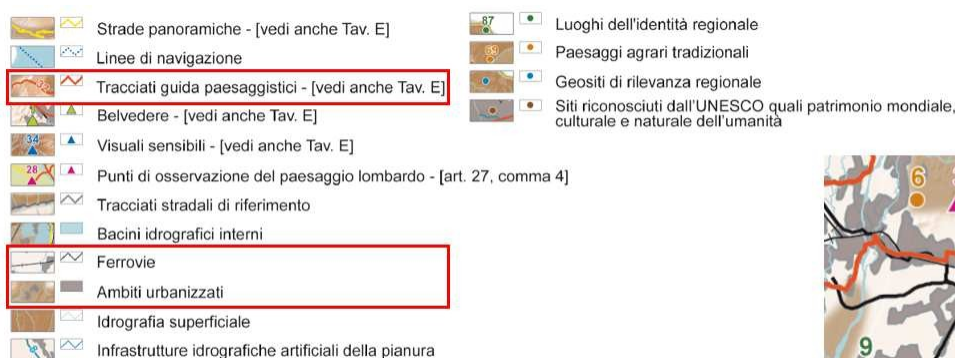 Strade panoramiche - [vedi anche Tav. E]
Linee di navigazione
Tracciati guida paesaggistici - [vedi anche Tav. E]
Belvedere - [vedi anche Tav. E]
34
Visuali sensibili - [vedi anche Tav. E]
28
Punti di osservazione del paesaggio lombardo - [art. 27, comma 4]
Tracciati stradali di riferimento
Bacini idrografici interni
Ferrovie
Ambiti urbanizzati
Idrografia superficiale
Infrastrutture idrografiche artificiali della pianura
87
Luoghi dell'identità regionale
69
Paesaggi agrari tradizionali
Geositi di rilevanza regionale
Siti riconosciuti dall'UNESCO quali patrimonio mondiale,
culturale e naturale dell'umanità
6
9